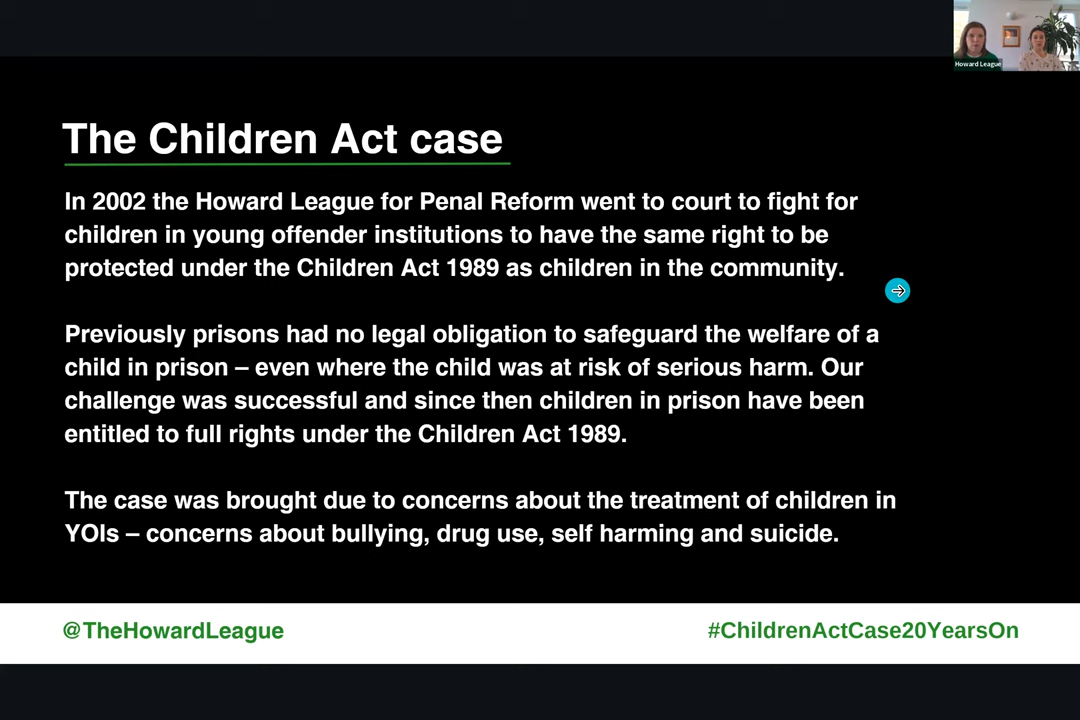 Howard League
The Children Act case
In 2002 the Howard League for Penal Reform went to court to fight for
children in young offender institutions to have the same right to be
protected under the Children Act 1989 as children in the community.
Previously prisons had no legal obligation to safeguard the welfare of a
child in prison – even where the child was at risk of serious harm. Our
challenge was successful and since then children in prison have been
entitled to full rights under the Children Act 1989.
The case was brought due to concerns about the treatment of children in
YOIs – concerns about bullying, drug use, self harming and suicide.
@TheHowardLeague
#ChildrenActCase20YearsOn